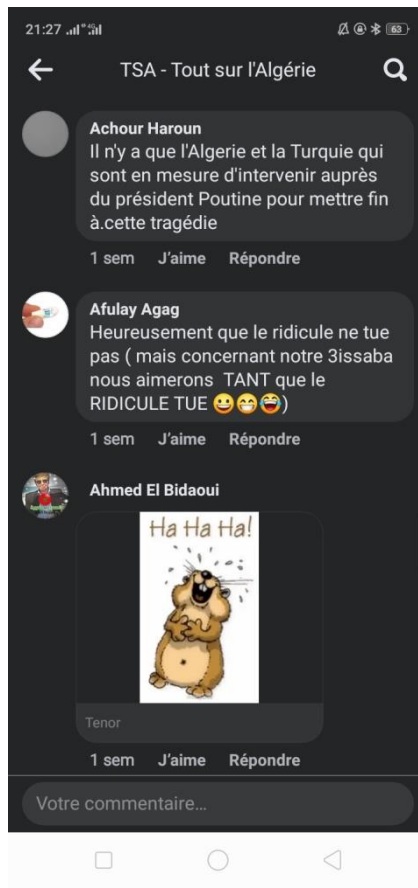 21:27
63
TSA - Tout sur l'Algérie
Achour Haroun
Il n'y a que l'Algerie et la Turquie qui
sont en mesure d'intervenir auprès
du président Poutine pour mettre fin
à.cette tragédie
1 sem J'aime Répondre
Afulay Agag
Heureusement que le ridicule ne tue
pas ( mais concernant notre 3issaba
nous aimerons TANT que le
RIDICULE TUE 😀😁😂)
1 sem J'aime Répondre
Ahmed El Bidaoui
Ha Ha Ha!
Tenor
1 sem J'aime Répondre
Votre commentaire...